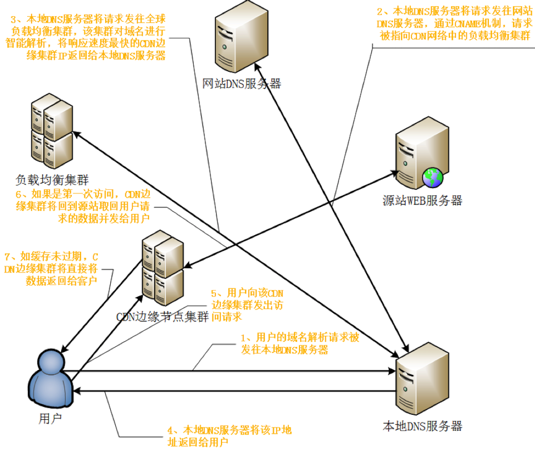 3、本地DNS服务器将请求发往全球
负载均衡集群，该集群对域名进行
智能解析，将响应速度最快的CDN边
缘集群IP返回给本地DNS服务器
2、本地DNS服务器将请求发往网站
DNS服务器，通过CNAME机制，请求
被指向CDN网络中的负载均衡集群
网站DNS服务器
负载均衡集群
源站WEB服务器
6、如果是第一次访问，CDN边
缘集群将回到源站取回用户请
求的数据并发给用户
7、如缓存未过期，C
DN边缘集群将直接将
数据返回给客户
5、用户向该CDN
边缘集群发出访
问请求
CDN边缘节点集群
1、用户的域名解析请求被
发往本地DNS服务器
用户
本地DNS服务器
4、本地DNS服务器将该IP地
址返回给用户